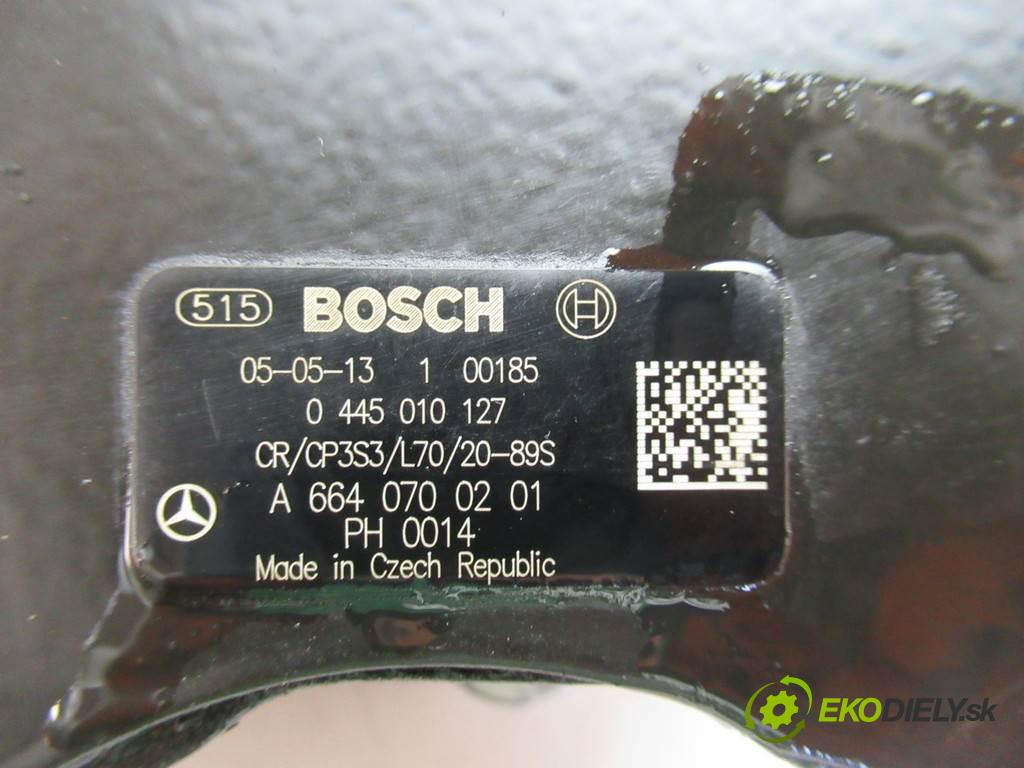 515 BOSCH
05-05-13 1 00185
0 445 010 127
CR/CP3S3/L70/20-89S
A 664 070 02 01
PH 0014
Made in Czech Republic
EKODIELY.sk